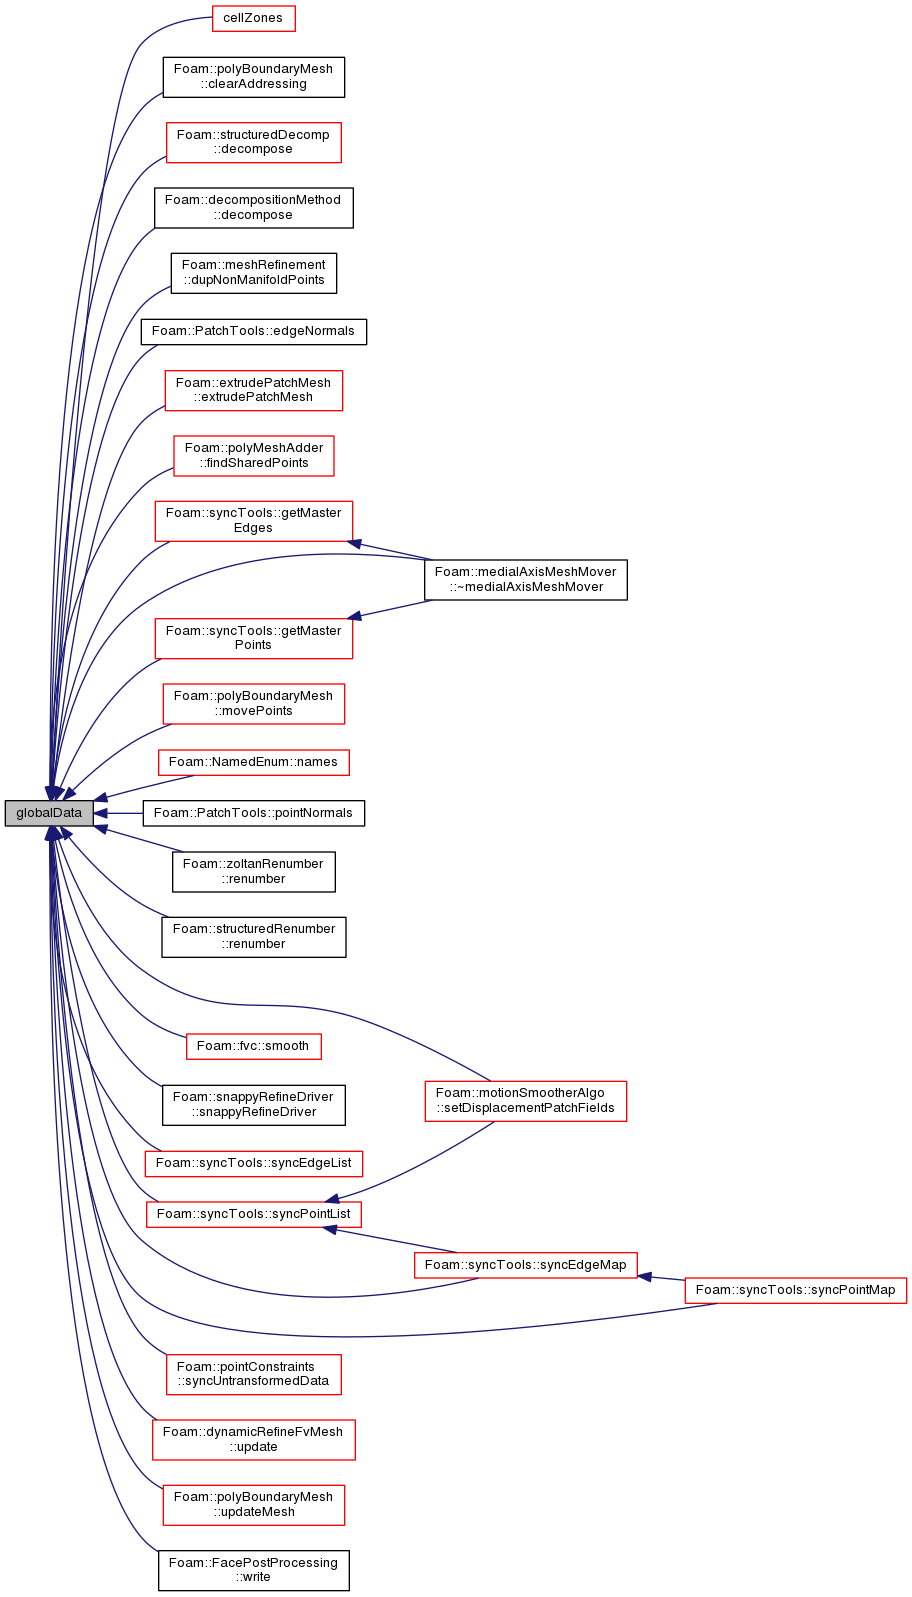 cellZones
Foam::polyBoundaryMesh
::clearAddressing
Foam::structuredDecomp
::decompose
Foam::decompositionMethod
::decompose
Foam::meshRefinement
::dupNonManifoldPoints
Foam::PatchTools::edgeNormals
Foam::extrudePatchMesh
::extrudePatchMesh
Foam::polyMeshAdder
::findSharedPoints
Foam::syncTools::getMaster
Edges
Foam::medialAxisMeshMover
::~medialAxisMeshMover
Foam::syncTools::getMaster
Points
Foam::polyBoundaryMesh
::movePoints
Foam::NamedEnum::names
globalData
Foam::PatchTools::pointNormals
Foam::zoltanRenumber
::renumber
Foam::structuredRenumber
::renumber
Foam::fvc::smooth
Foam::snappyRefineDriver
::snappyRefineDriver
Foam::motionSmootherAlgo
::setDisplacementPatchFields
Foam::syncTools::syncEdgeList
Foam::syncTools::syncPointList
Foam::syncTools::syncEdgeMap
Foam::syncTools::syncPointMap
Foam::pointConstraints
::syncUntransformedData
Foam::dynamicRefineFvMesh
::update
Foam::polyBoundaryMesh
::updateMesh
Foam::FacePostProcessing
::write